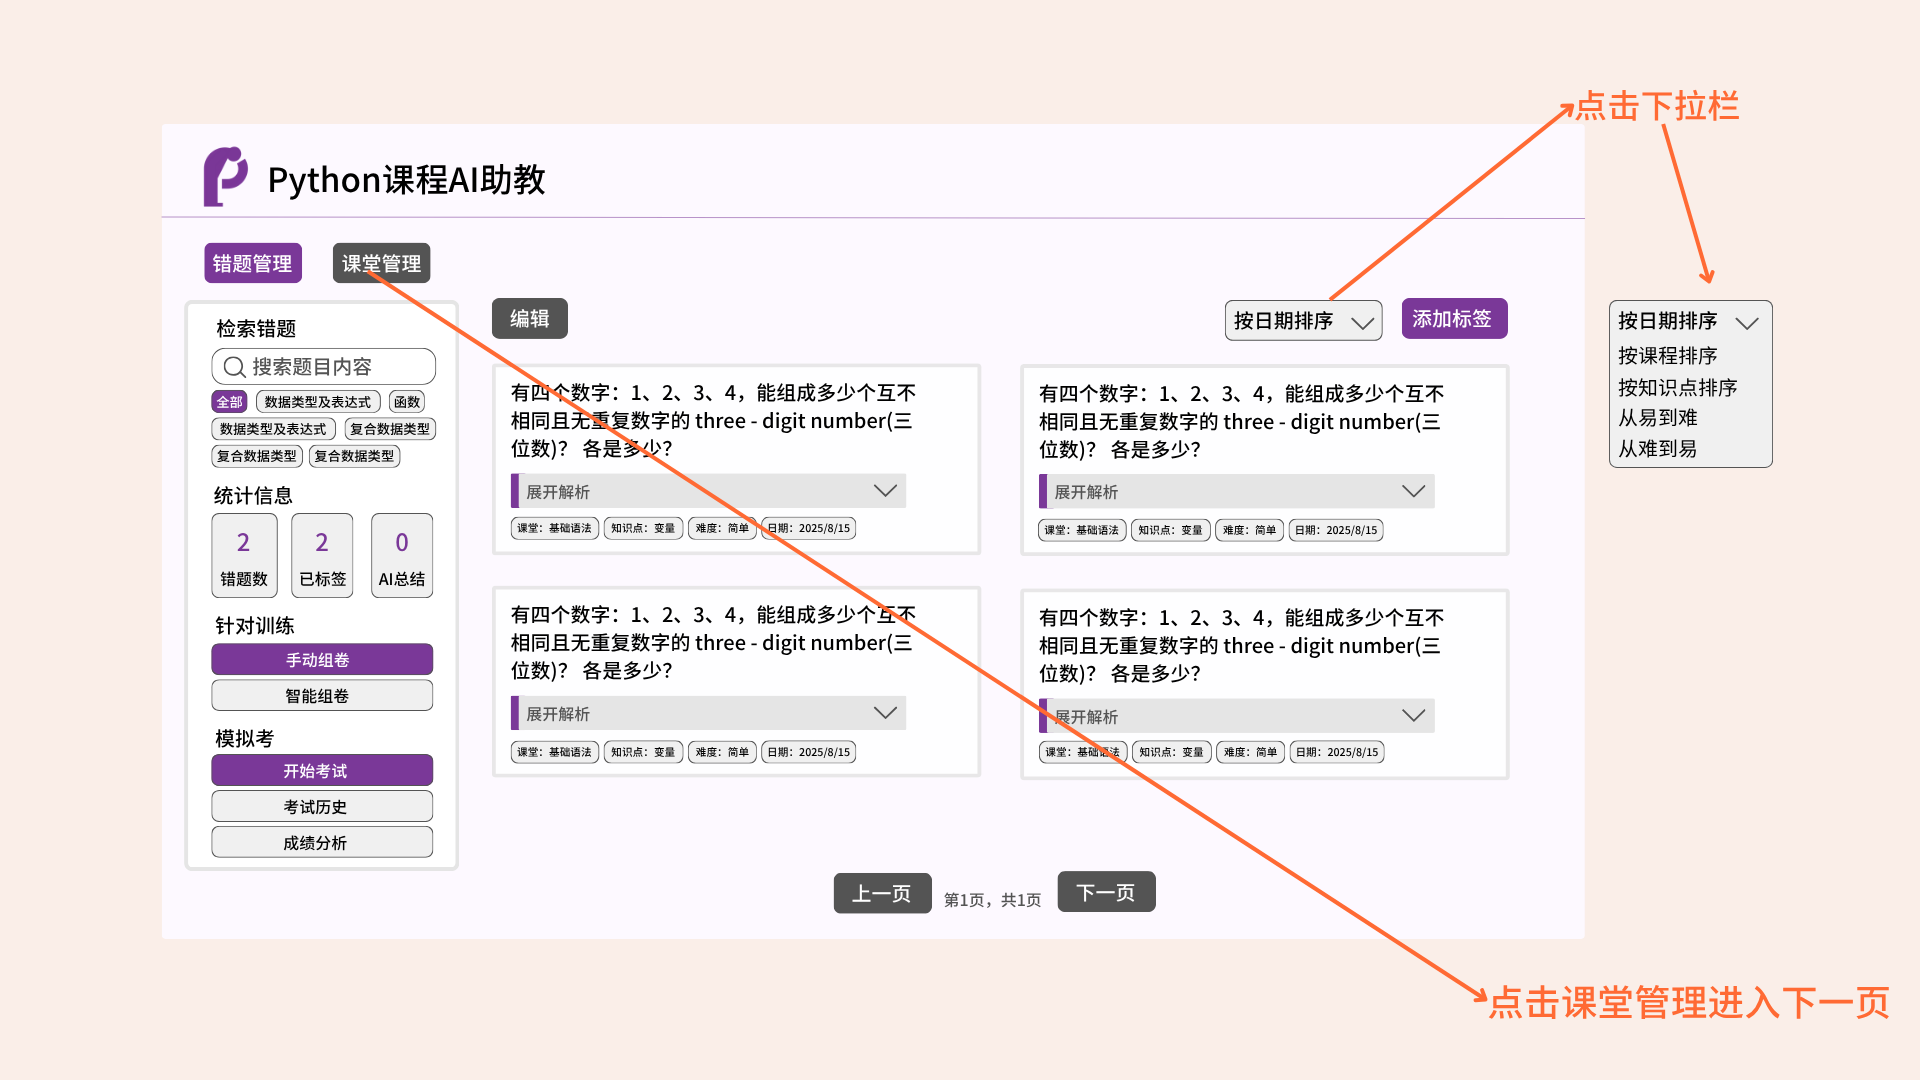 点击下拉栏
Python课程AI助教
错题管理
课堂管理
检索错题
搜索题目内容
全部
数据类型及表达式
函数
数据类型及表达式
复合数据类型
复合数据类型
复合数据类型
统计信息
2
错题数
2
已标签
0
AI总结
针对训练
手动组卷
智能组卷
模拟考
开始考试
考试历史
成绩分析
编辑
按日期排序
添加标签
有四个数字：1、2、3、4，能组成多少个互不
相同且无重复数字的 three - digit number(三
位数)？ 各是多少？
展开解析
课堂：基础语法
知识点：变量
难度：简单
日期：2025/8/15
有四个数字：1、2、3、4，能组成多少个互不
相同且无重复数字的 three - digit number(三
位数)？ 各是多少？
展开解析
课堂：基础语法
知识点：变量
难度：简单
日期：2025/8/15
有四个数字：1、2、3、4，能组成多少个互不
相同且无重复数字的 three - digit number(三
位数)？ 各是多少？
展开解析
课堂：基础语法
知识点：变量
难度：简单
日期：2025/8/15
有四个数字：1、2、3、4，能组成多少个互不
相同且无重复数字的 three - digit number(三
位数)？ 各是多少？
展开解析
课堂：基础语法
知识点：变量
难度：简单
日期：2025/8/15
上一页
第1页，共1页
下一页
按日期排序
按课程排序
按知识点排序
从易到难
从难到易
点击课堂管理进入下一页